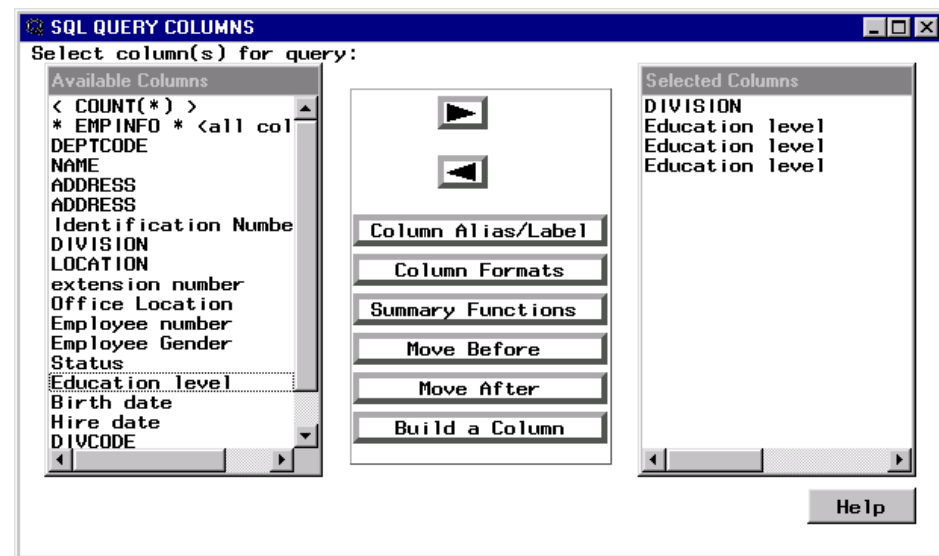 SQL QUERY COLUMNS
Select column(s) for query:
Available Columns
< COUNT(*) >
* EMPINFO * <all col
DEPTCODE
NAME
ADDRESS
ADDRESS
Identification Numbe
DIVISION
LOCATION
extension number
Office Location
Employee number
Employee Gender
Status
Education level
Birth date
Hire date
DIVCODE
Column Alias/Label
Column Formats
Summary Functions
Move Before
Move After
Build a Column
Selected Columns
DIVISION
Education level
Education level
Education level
Help